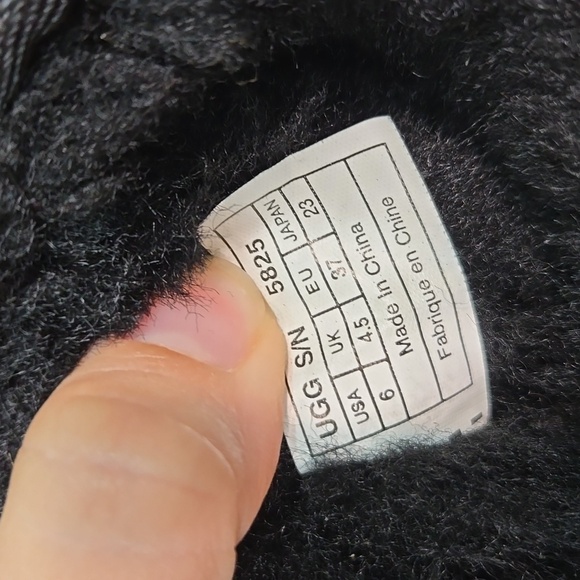 UGG S/N 5825
USA UK EU JAPAN
6 4.5 37 23
Made in China
Fabrique en Chine